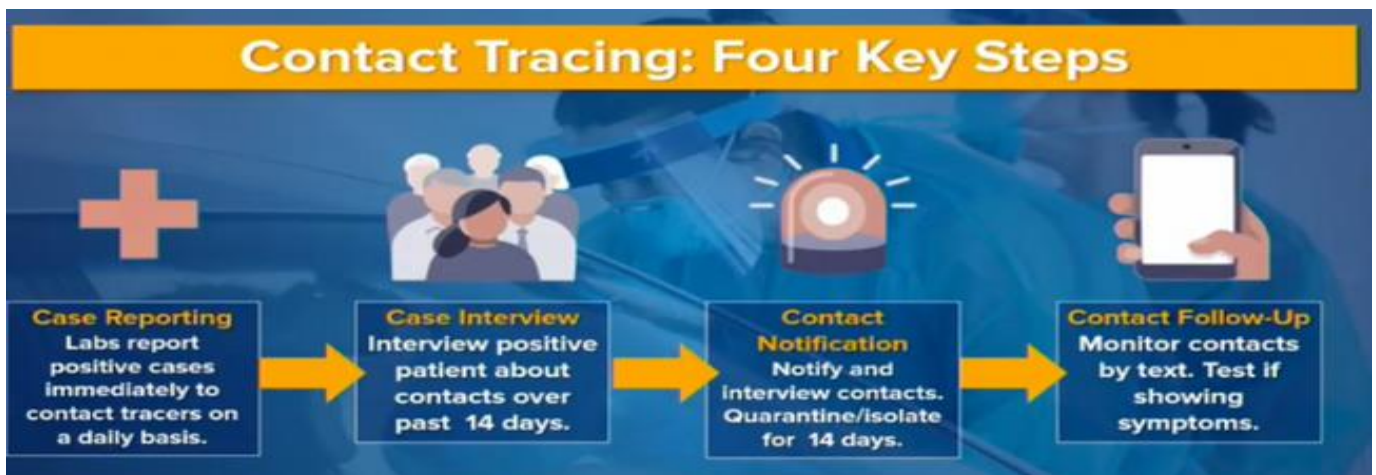 Contact Tracing: Four Key Steps
Case Reporting
Labs report
positive cases
immediately to
contact tracers on
a daily basis.
Case Interview
Interview positive
patient about
contacts over
past 14 days.
Contact
Notification
Notify and
interview contacts.
Quarantine/isolate
for 14 days.
Contact Follow-Up
Monitor contacts
by text. Test if
showing
symptoms.